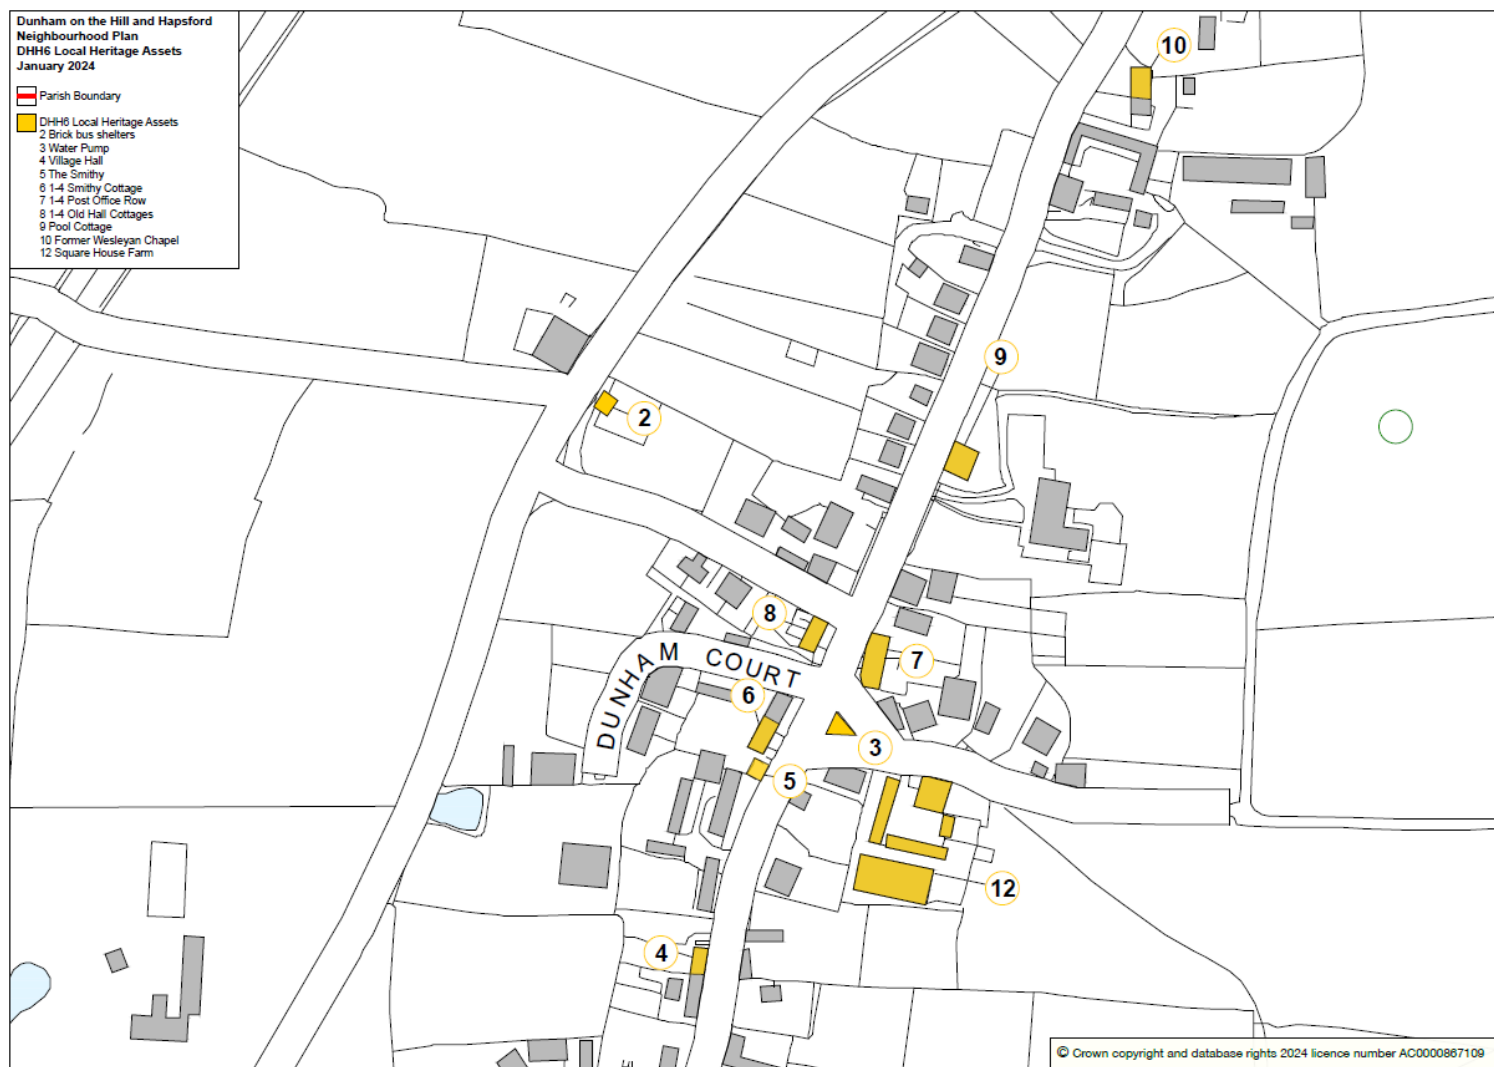 Dunham on the Hill and Hapsford
Neighbourhood Plan
DHH6 Local Heritage Assets
January 2024
Parish Boundary
DHH6 Local Heritage Assets
2 Brick bus shelters
3 Water Pump
4 Village Hall
5 The Smithy
6 1-4 Smithy Cottage
7 1-4 Post Office Row
8 1-4 Old Hall Cottages
9 Pool Cottage
10 Former Wesleyan Chapel
12 Square House Farm
10
9
2
8
7
DUNHAM COURT
6
3
5
12
4
© Crown copyright and database rights 2024 licence number AC0000867109